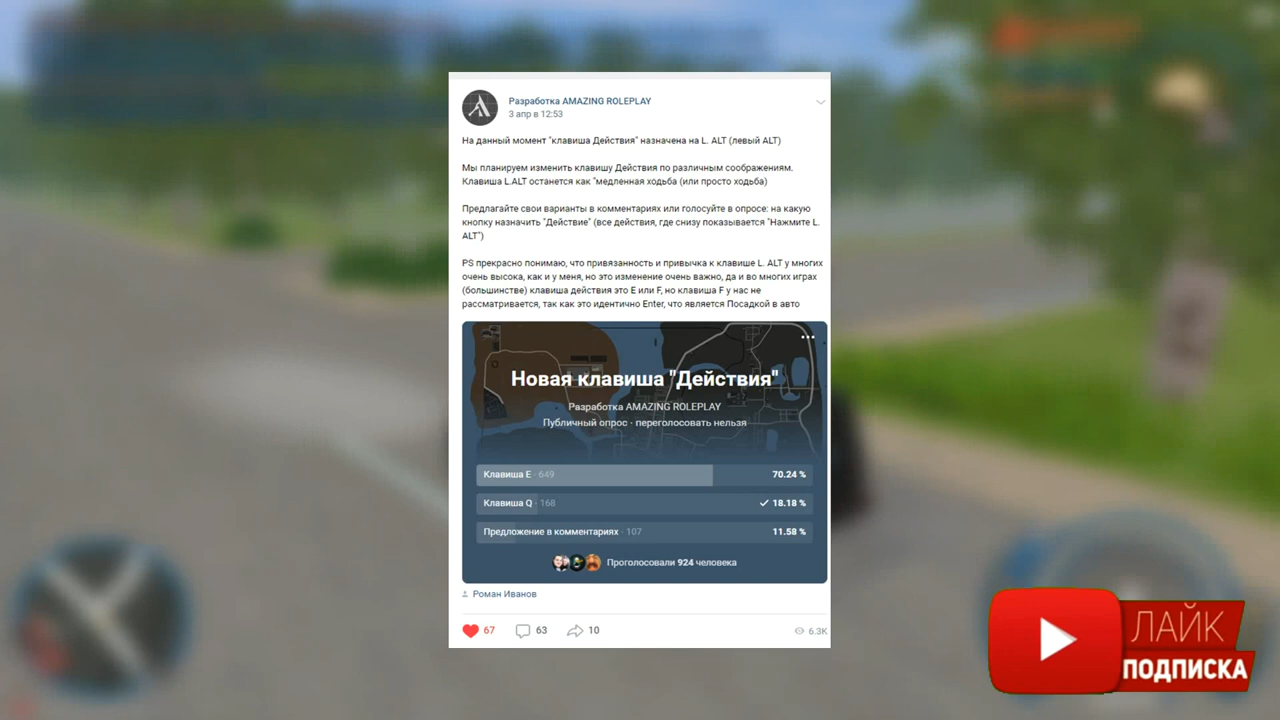 Разработка AMAZING ROLEPLAY
3 апр в 12:53
На данный момент "клавиша Действия" назначена на L. ALT (левый ALT)
Мы планируем изменить клавишу Действия по различным соображениям.
Клавиша L.ALT останется как "медленная ходьба (или просто ходьба)
Предлагайте свои варианты в комментариях или голосуйте в опросе: на какую
кнопку назначить "Действие" (все действия, где снизу показывается "Нажмите L.
ALT")
PS прекрасно понимаю, что привязанность и привычка к клавише L. ALT у многих
очень высока, как и у меня, но это изменение очень важно, да и во многих играх
(большинстве) клавиша действия это E или F, но клавиша F у нас не
рассматривается, так как это идентично Enter, что является Посадкой в авто
Новая клавиша "Действия"
Разработка AMAZING ROLEPLAY
Публичный опрос · переголосовать нельзя
Клавиша E · 649 70.24 %
Клавиша Q · 168 18.18 %
Предложение в комментариях · 107 11.58 %
Проголосовали 924 человека
Роман Иванов
67 63 10 6.3K
ЛАЙК
ПОДПИСКА